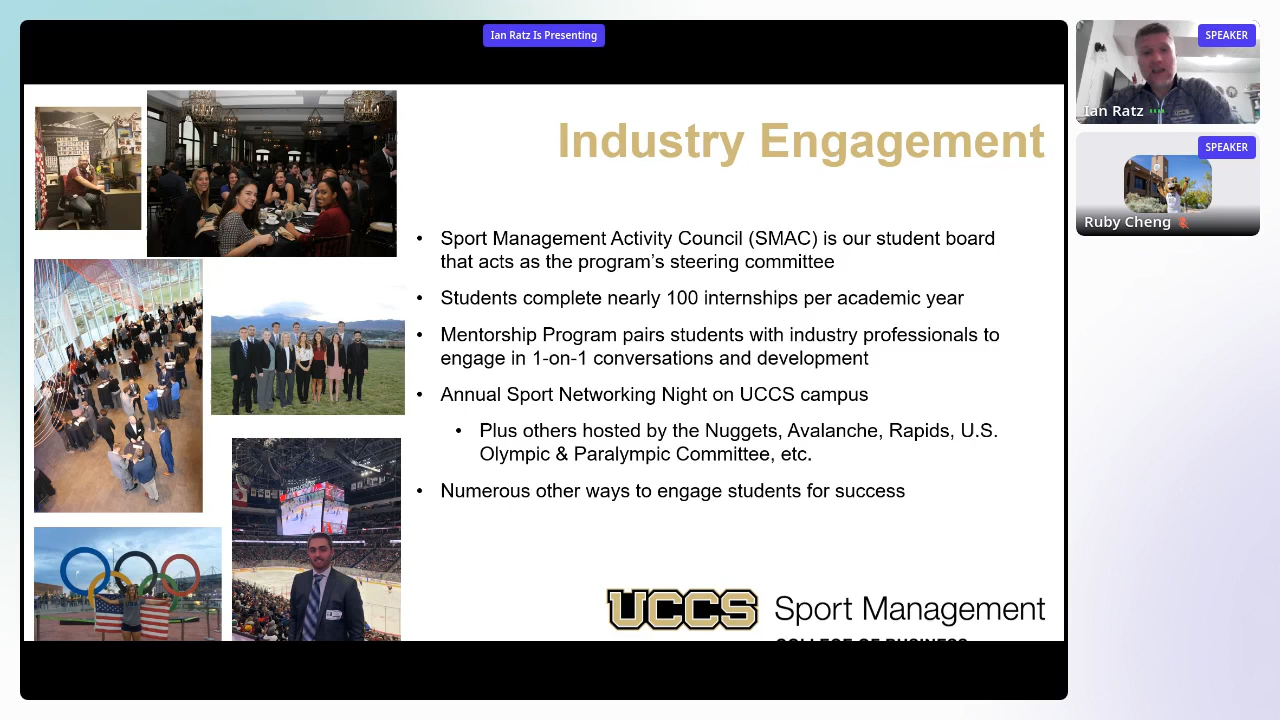 Ian Ratz Is Presenting
SPEAKER
Ian Ratz
SPEAKER
Ruby Cheng
Industry Engagement
• Sport Management Activity Council (SMAC) is our student board
that acts as the program’s steering committee
• Students complete nearly 100 internships per academic year
• Mentorship Program pairs students with industry professionals to
engage in 1-on-1 conversations and development
• Annual Sport Networking Night on UCCS campus
• Plus others hosted by the Nuggets, Avalanche, Rapids, U.S.
Olympic & Paralympic Committee, etc.
• Numerous other ways to engage students for success
UCCS Sport Management
COLLEGE OF BUSINESS